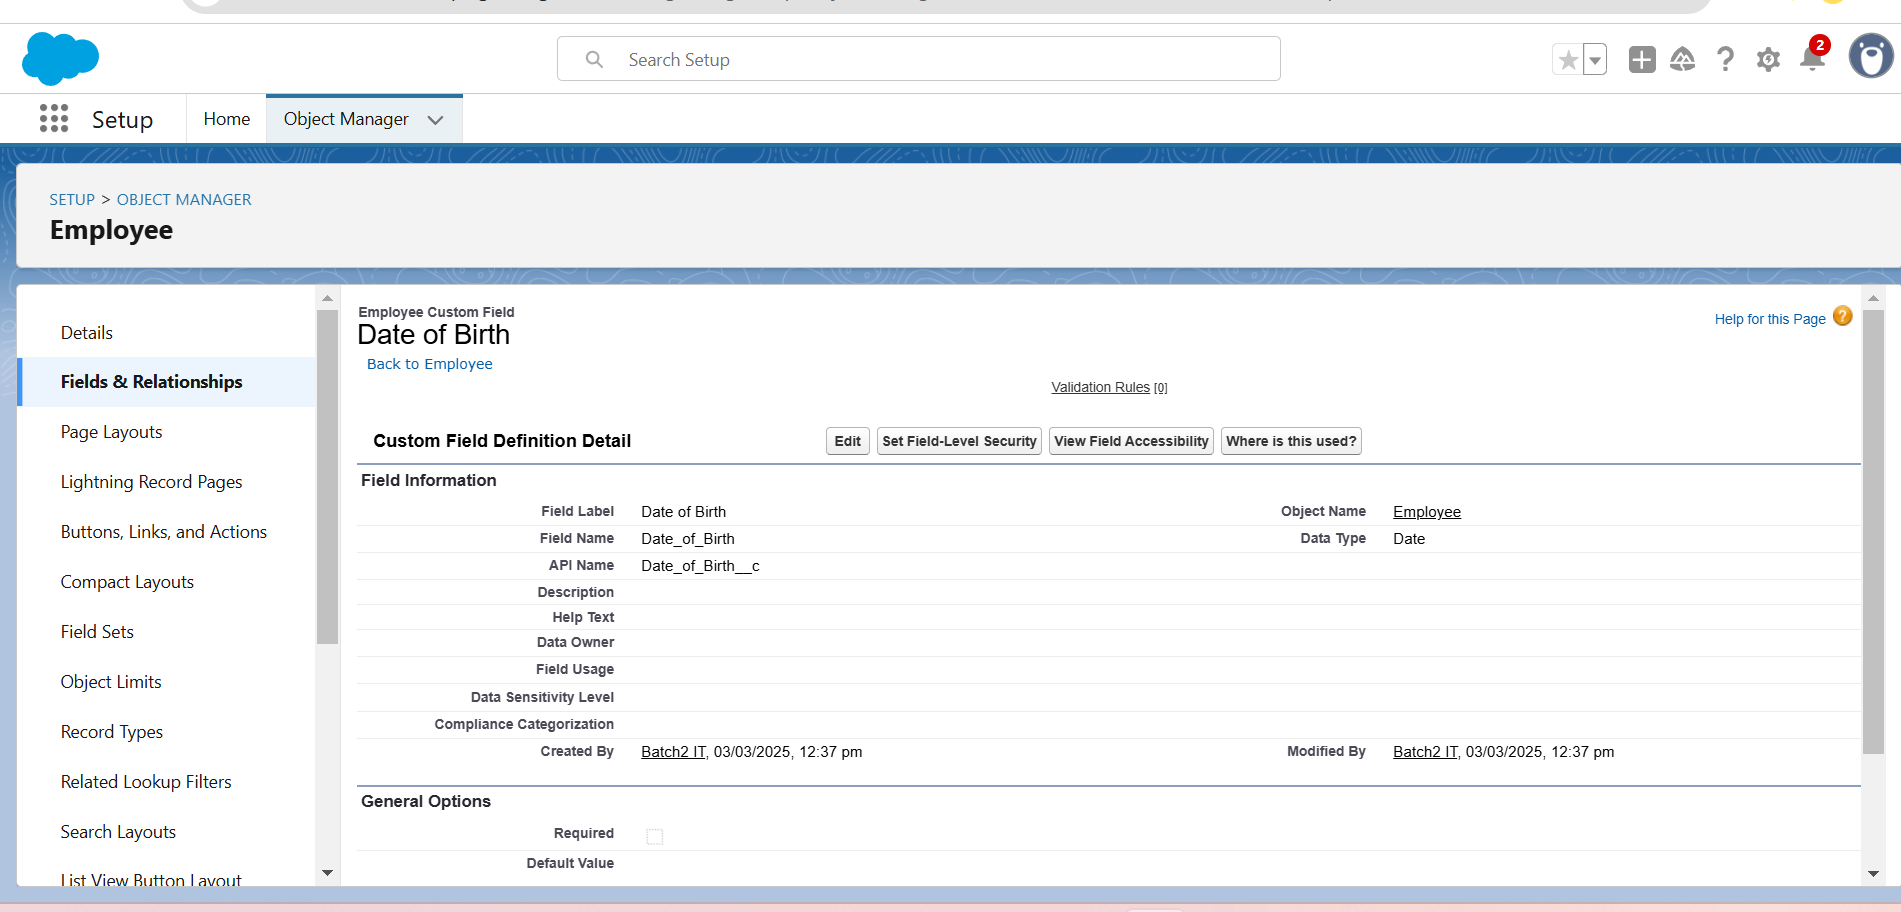 Search Setup
2
Setup
Home
Object Manager
SETUP > OBJECT MANAGER
Employee
Details
Fields & Relationships
Page Layouts
Lightning Record Pages
Buttons, Links, and Actions
Compact Layouts
Field Sets
Object Limits
Record Types
Related Lookup Filters
Search Layouts
List View Button Layout
Employee Custom Field
Date of Birth
Back to Employee
Help for this Page ?
Validation Rules [0]
Custom Field Definition Detail
Edit
Set Field-Level Security
View Field Accessibility
Where is this used?
Field Information
Field Label Date of Birth Object Name Employee
Field Name Date_of_Birth Data Type Date
API Name Date_of_Birth__c
Description
Help Text
Data Owner
Field Usage
Data Sensitivity Level
Compliance Categorization
Created By Batch2 IT, 03/03/2025, 12:37 pm Modified By Batch2 IT, 03/03/2025, 12:37 pm
General Options
Required
Default Value